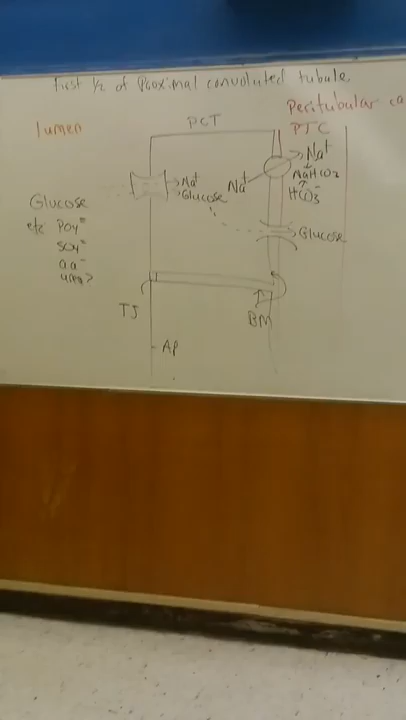 First 1/2 of Proximal convoluted tubule
Peritubular ca
lumen
PCT
PTC
Na+
NaHCO3
HCO3-
Na+
Glucose
Na+
Glucose
etc PO4=
SO4=
aa-
urea>
Glucose
TJ
BM
AP